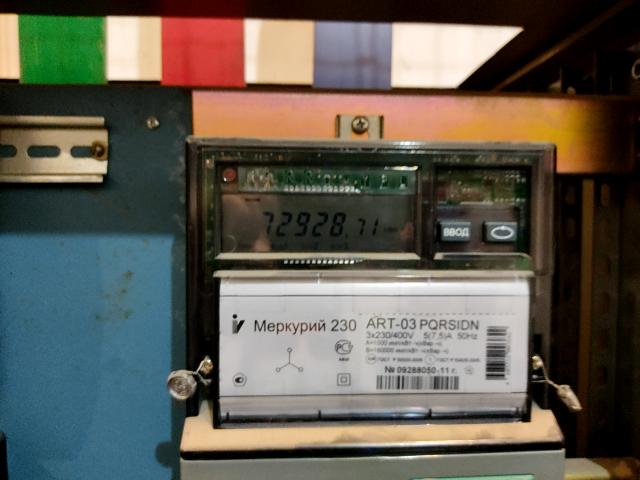 72928.71
ВВОД
Меркурий 230 ART-03 PQRSIDN
3x230/400V 5(7,5)A 50Hz
№ 09288050-11 г.